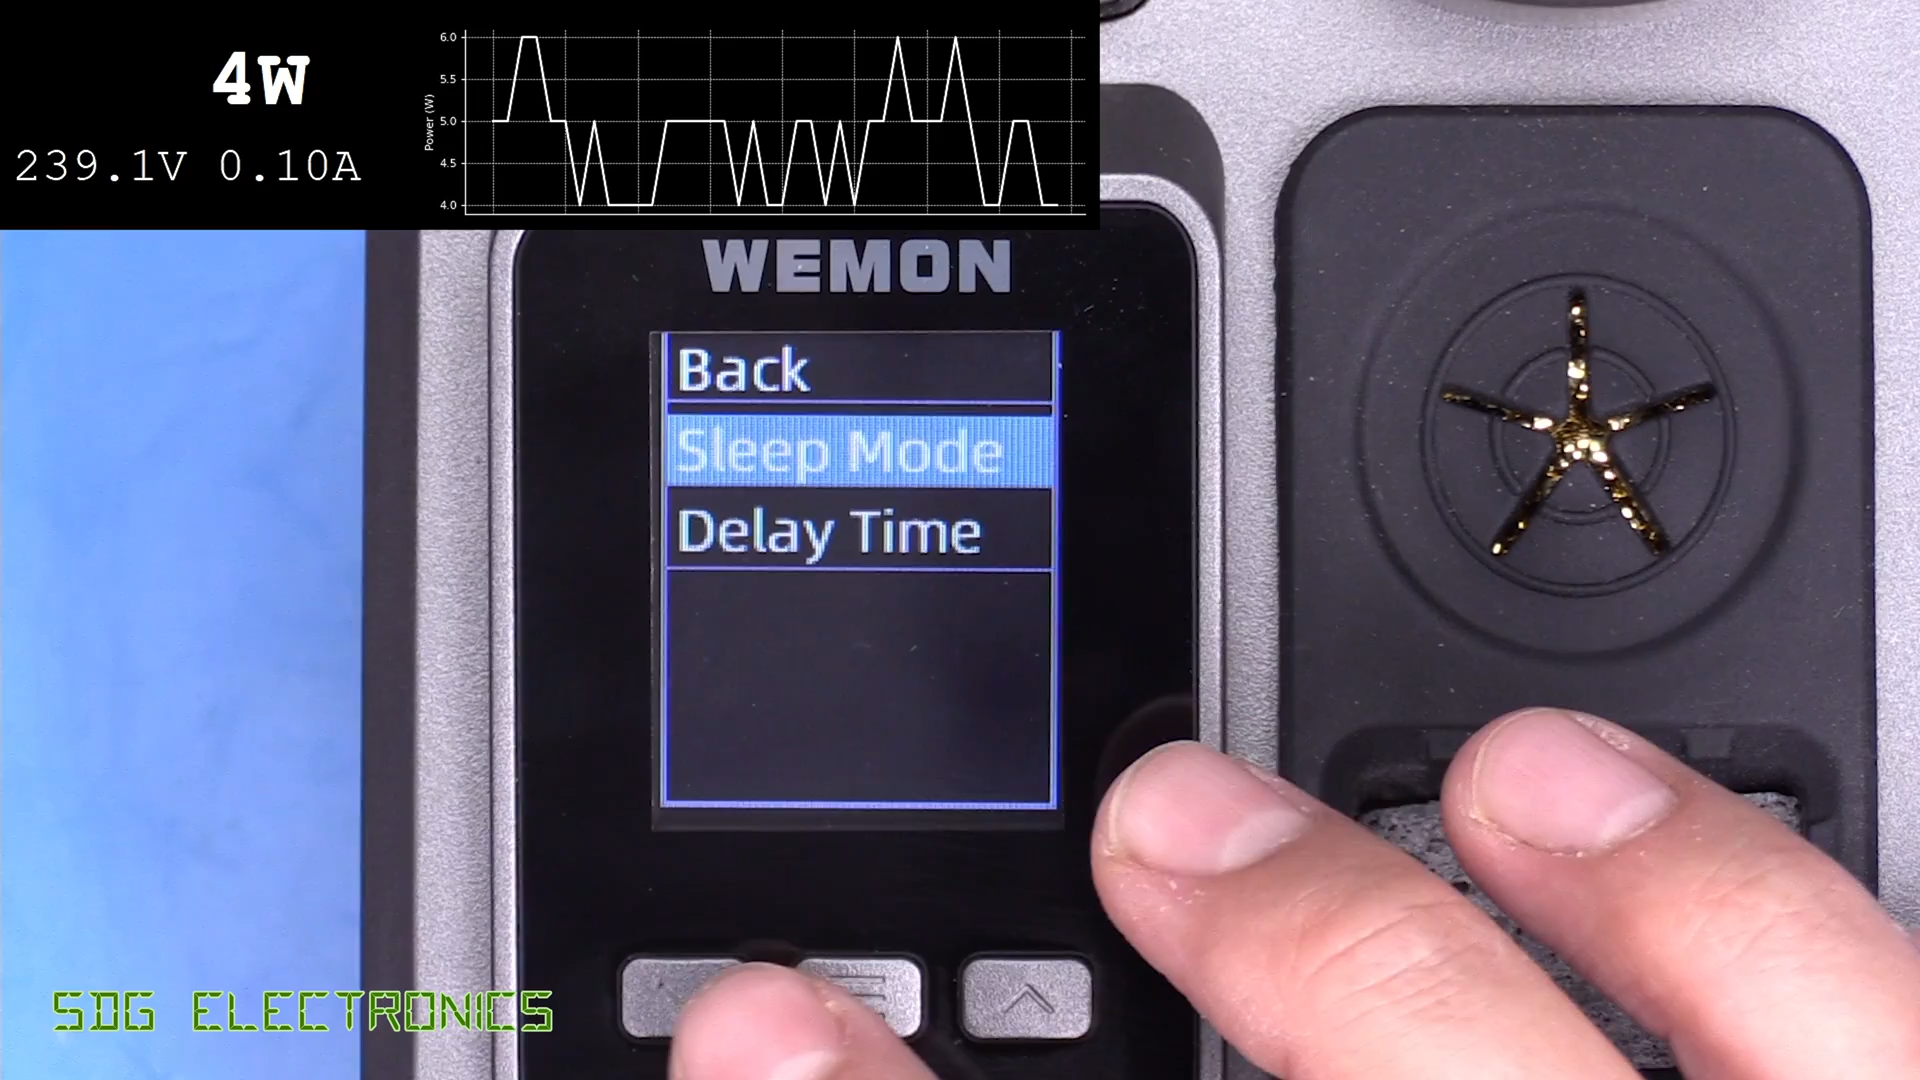 4W
239.1V 0.10A
Power (W)
6.0
5.5
5.0
4.5
4.0
WEMON
Back
Sleep Mode
Delay Time
SDG ELECTRONICS